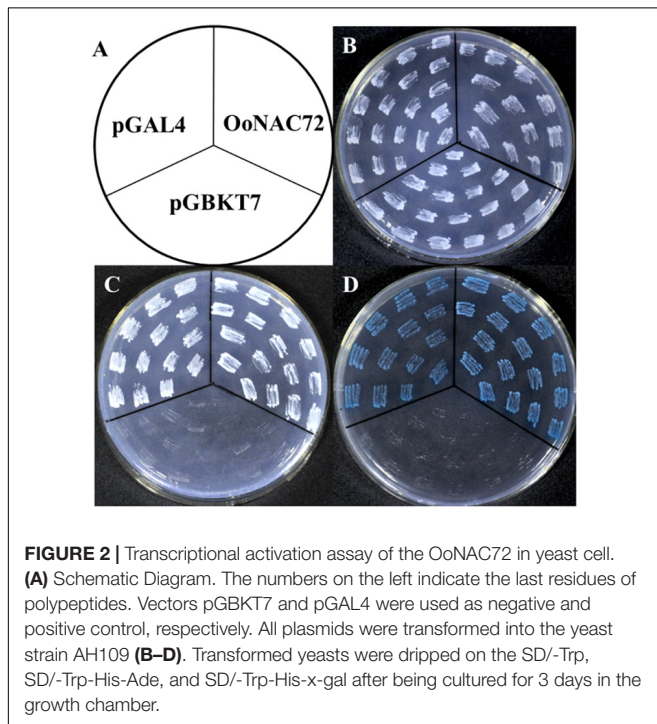 A
pGAL4
OoNAC72
pGBKT7
B
C
D
FIGURE 2 | Transcriptional activation assay of the OoNAC72 in yeast cell.
(A) Schematic Diagram. The numbers on the left indicate the last residues of
polypeptides. Vectors pGBKT7 and pGAL4 were used as negative and
positive control, respectively. All plasmids were transformed into the yeast
strain AH109 (B–D). Transformed yeasts were dripped on the SD/-Trp,
SD/-Trp-His-Ade, and SD/-Trp-His-x-gal after being cultured for 3 days in the
growth chamber.